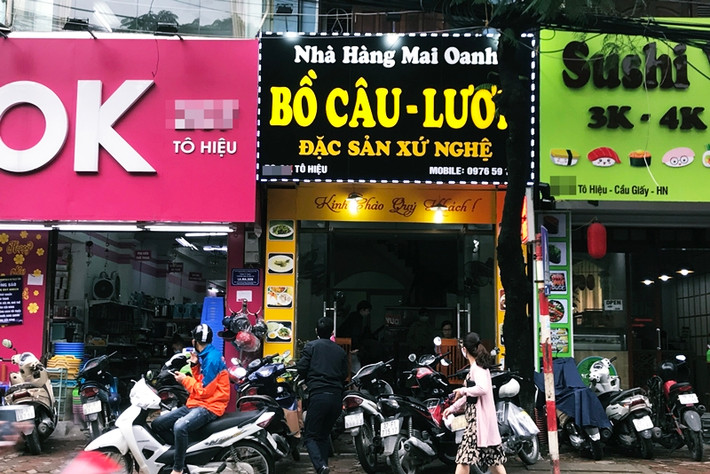 OK
TÔ HIỆU
Nhà Hàng Mai Oanh
BỒ CÂU - LƯƠN
ĐẶC SẢN XỨ NGHỆ
TÔ HIỆU
MOBILE: 0976 59
Kính Chào Quý Khách!
Sushi
3K - 4K
Tô Hiệu - Cầu Giấy - HN